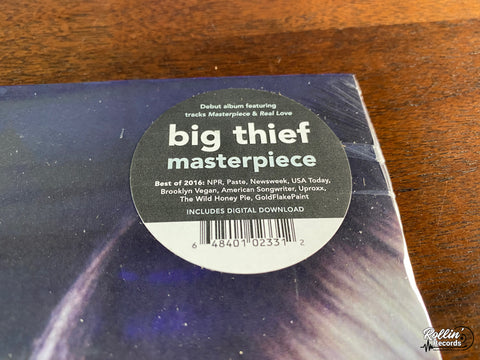 Debut album featuring
tracks Masterpiece & Real Love
big thief
masterpiece
Best of 2016: NPR, Paste, Newsweek, USA Today,
Brooklyn Vegan, American Songwriter, Uproxx,
The Wild Honey Pie, GoldFlakePaint
INCLUDES DIGITAL DOWNLOAD
6 48401 02331 2
Rollin'
Records